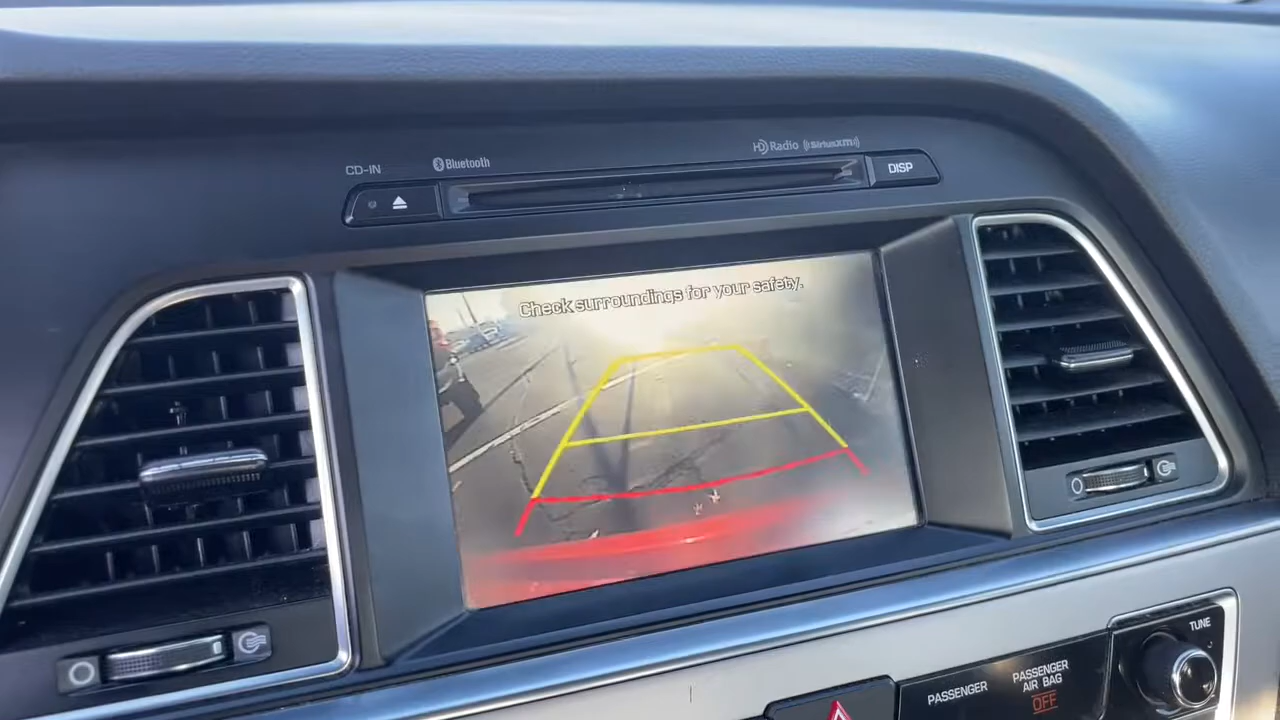 CD-IN
Bluetooth
HD Radio
((SiriusXM))
DISP
Check surroundings for your safety.
TUNE
PASSENGER
PASSENGER
AIR BAG
OFF